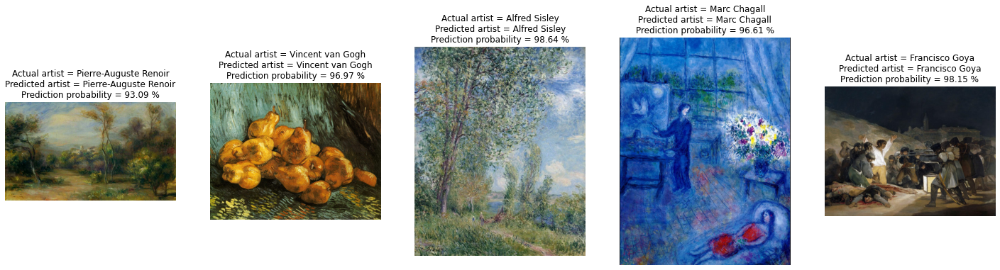 Actual artist = Pierre-Auguste Renoir
Predicted artist = Pierre-Auguste Renoir
Prediction probability = 93.09 %
Actual artist = Vincent van Gogh
Predicted artist = Vincent van Gogh
Prediction probability = 96.97 %
Actual artist = Alfred Sisley
Predicted artist = Alfred Sisley
Prediction probability = 98.64 %
Actual artist = Marc Chagall
Predicted artist = Marc Chagall
Prediction probability = 96.61 %
Actual artist = Francisco Goya
Predicted artist = Francisco Goya
Prediction probability = 98.15 %